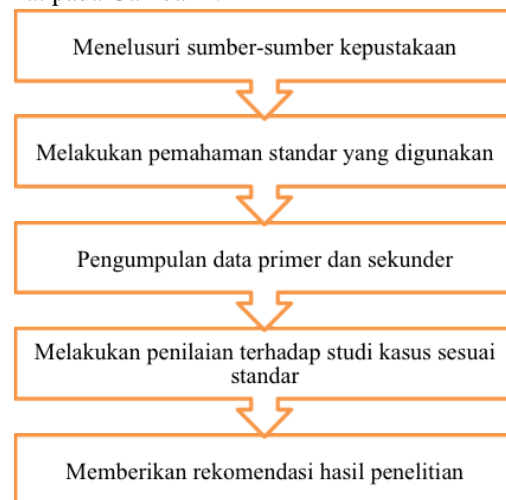 Menelusuri sumber-sumber kepustakaan
Melakukan pemahaman standar yang digunakan
Pengumpulan data primer dan sekunder
Melakukan penilaian terhadap studi kasus sesuai
standar
Memberikan rekomendasi hasil penelitian